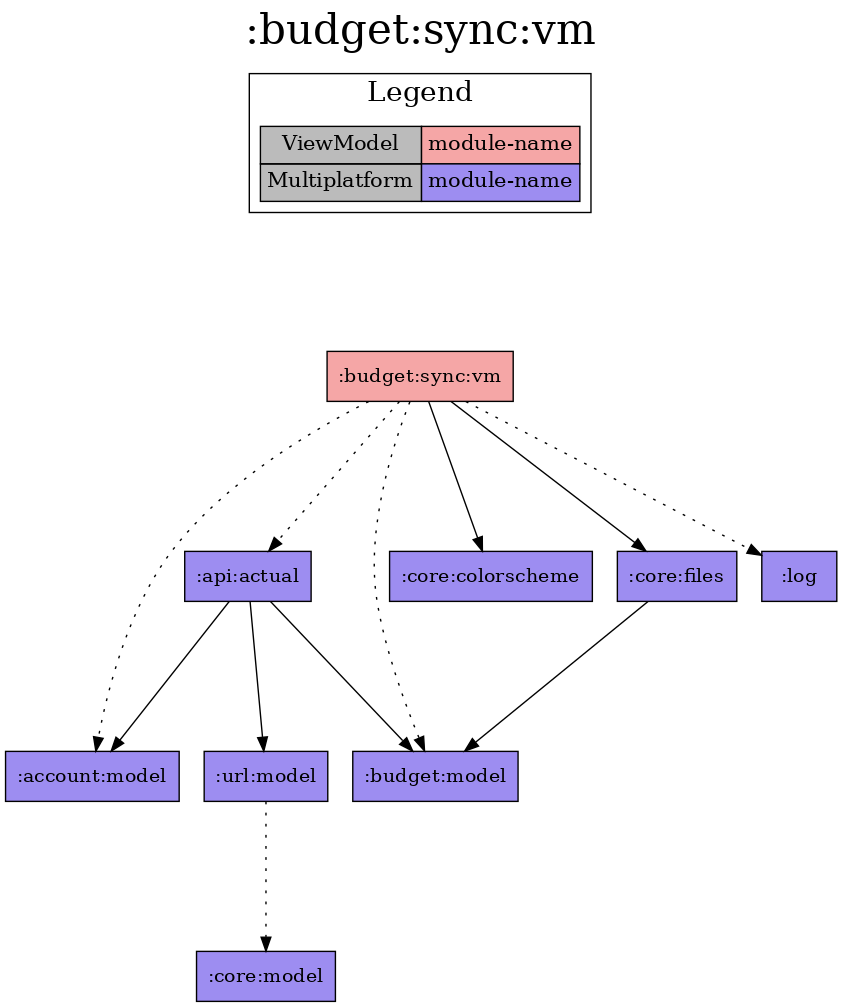 :budget:sync:vm
Legend
ViewModel module-name
Multiplatform module-name
:budget:sync:vm
:api:actual :core:colorscheme :core:files :log
:account:model :url:model :budget:model
:core:model